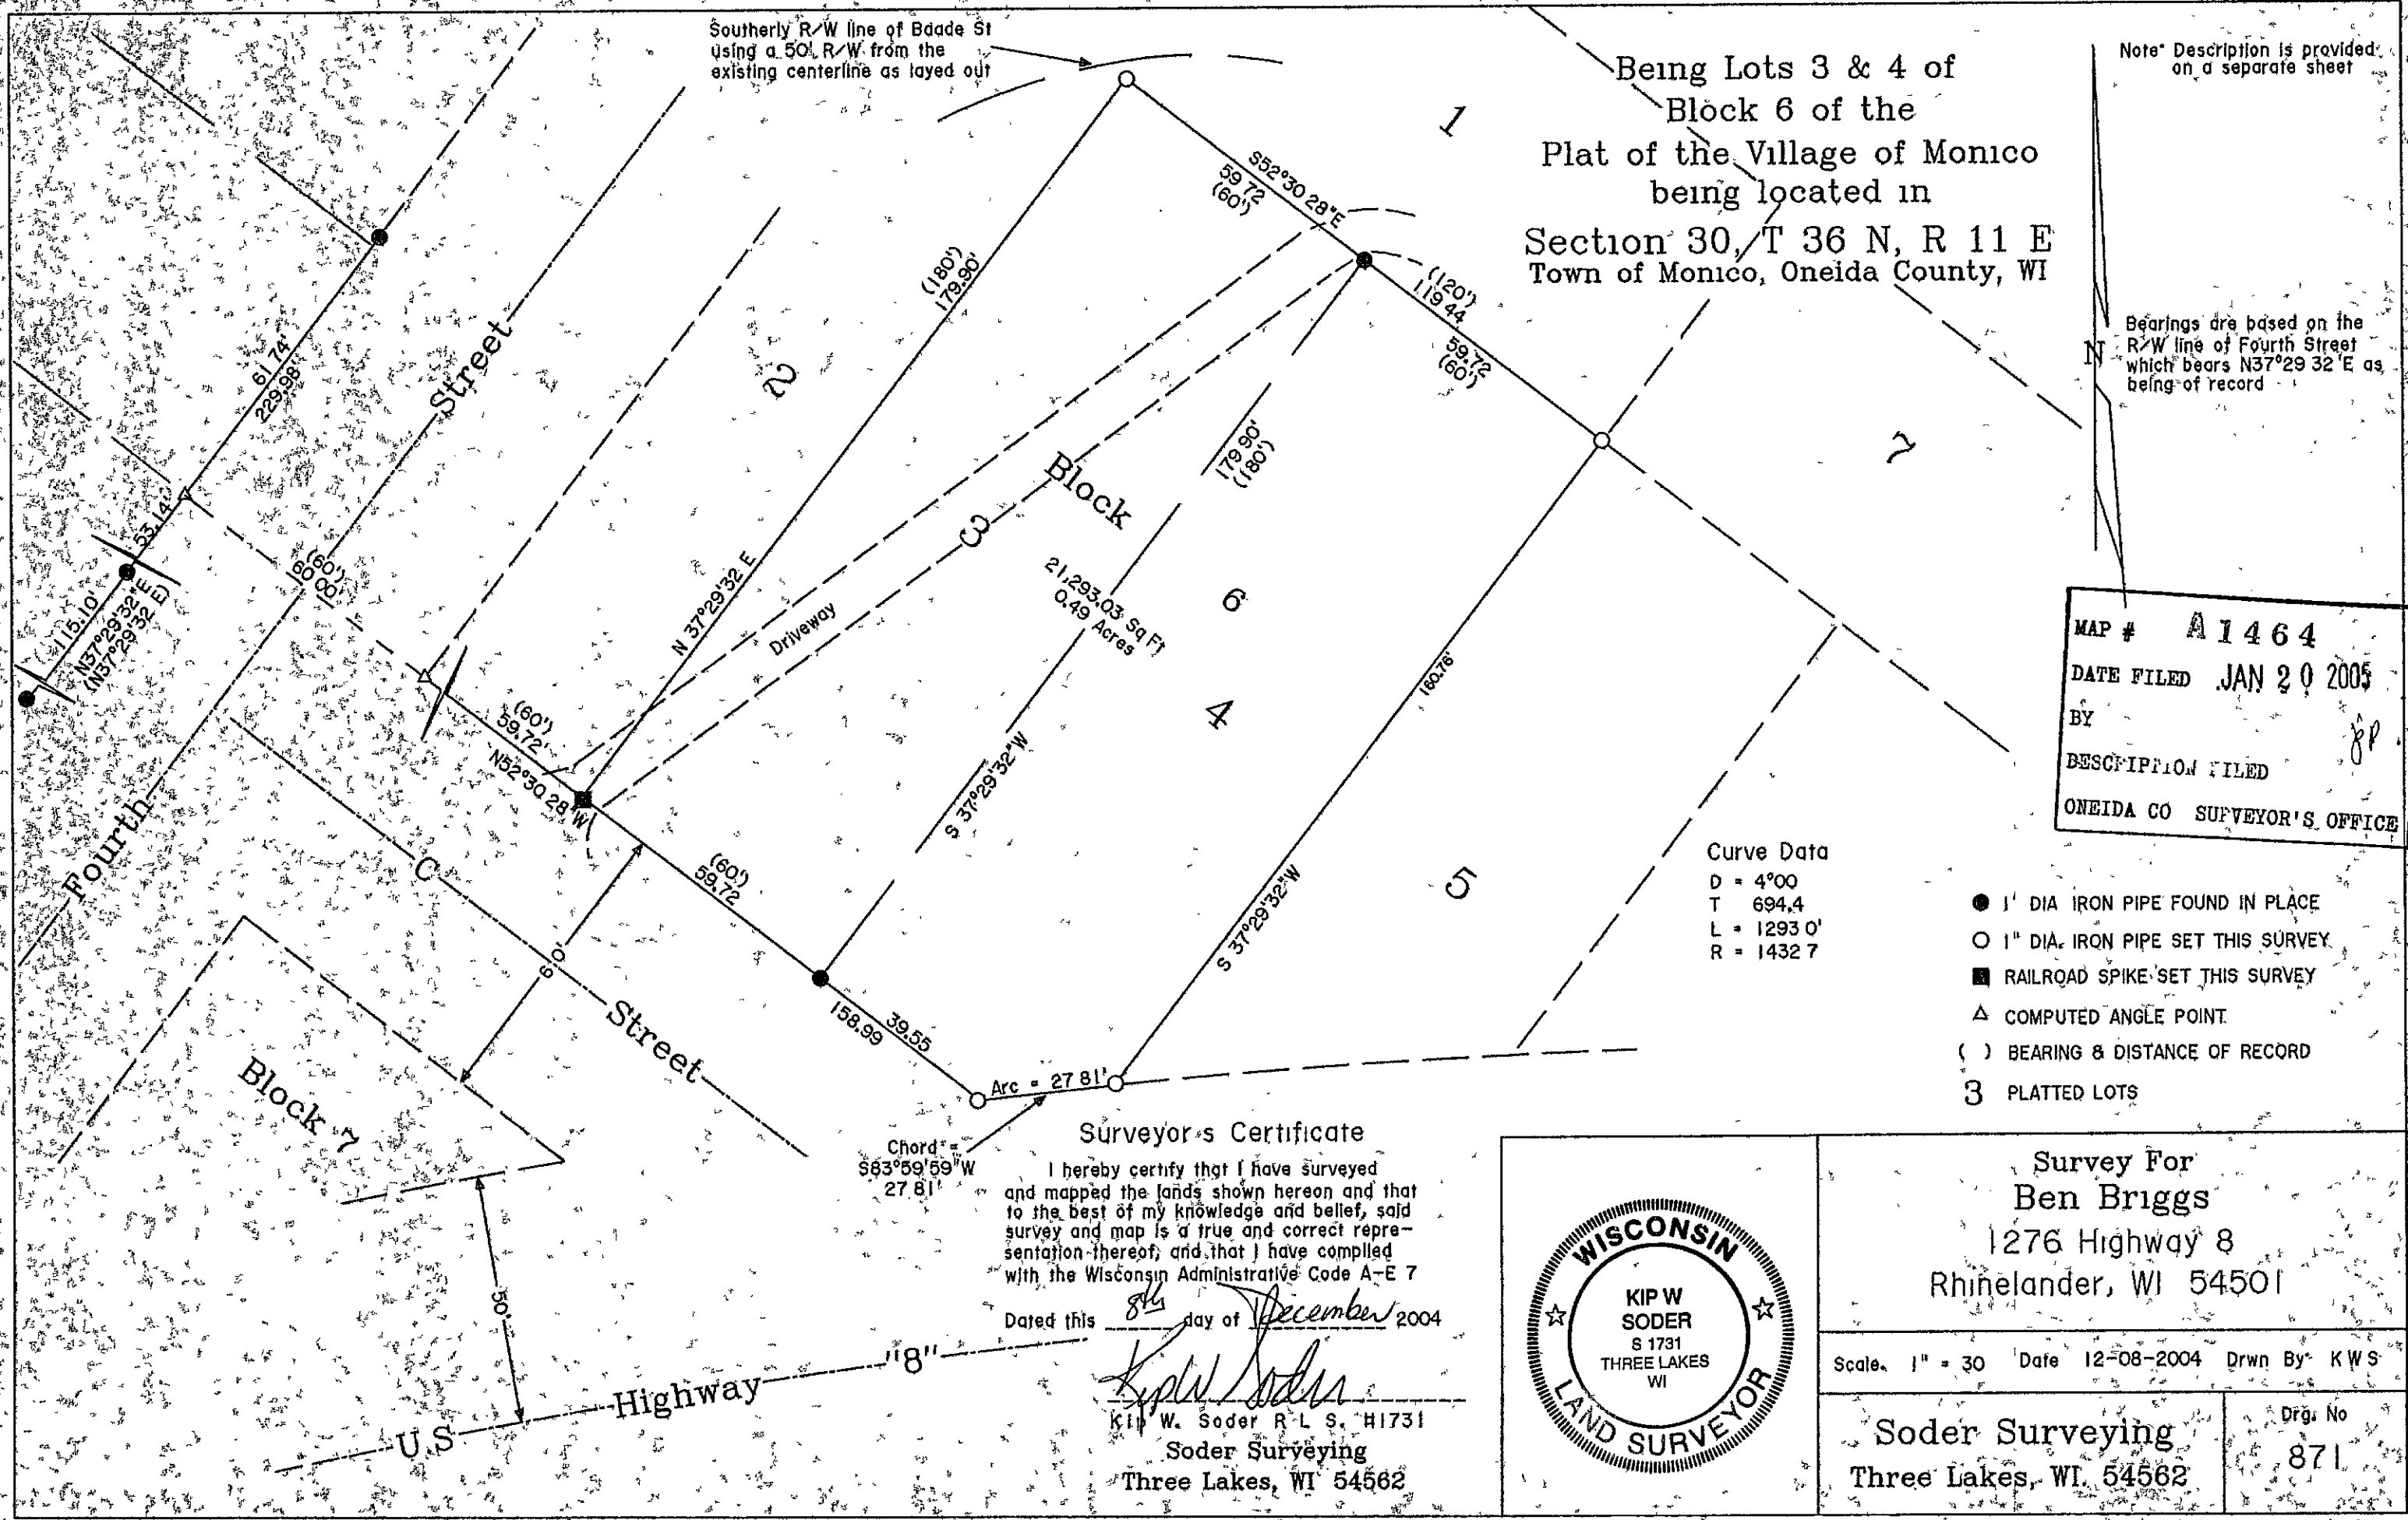 Southerly R/W line of Baade St
using a 50' R/W from the
existing centerline as layed out
Being Lots 3 & 4 of
Block 6 of the
Plat of the Village of Monico
being located in
Section 30, T 36 N, R 11 E
Town of Monico, Oneida County, WI
Note* Description is provided
on a separate sheet
N
Bearings are based on the
R/W line of Fourth Street
which bears N37°29 32'E as
being of record
MAP # A1464
DATE FILED JAN 20 2005
BY
DESCRIPTION FILED
ONEIDA CO SURVEYOR'S OFFICE
1
S52°30 28"E
59 72
(60')
(120')
119 44
59.72
(60')
(180')
179.90'
2
61 74'
229.98'
Street
53.14'
(60')
60 00'
115.10'
N37°29'32"E
(N37°29'32 E)
Fourth
Block
3
179 90'
(180')
7
N 37°29'32 E
Driveway
21,293.03 Sq Ft
0.49 Acres
6
4
160.76'
(60')
59.72'
N52°30 28"W
S 37°29'32"W
S 37°29'32"W
5
(60')
59.72
C
Street
39.55
158.99
Arc = 27 81'
Chord =
S83°59'59"W
27 81'
Block 7
50'
U.S
Highway
"8"
Curve Data
D = 4°00
T 694.4
L = 1293 0'
R = 1432 7
1' DIA IRON PIPE FOUND IN PLACE
1" DIA. IRON PIPE SET THIS SURVEY
RAILROAD SPIKE SET THIS SURVEY
COMPUTED ANGLE POINT
( ) BEARING & DISTANCE OF RECORD
3 PLATTED LOTS
Surveyor s Certificate
I hereby certify that I have surveyed
and mapped the lands shown hereon and that
to the best of my knowledge and belief, said
survey and map is a true and correct repre-
sentation thereof, and that I have complied
with the Wisconsin Administrative Code A-E 7
Dated this 8th day of December 2004
Kip W Soder
Kip W. Soder R L S. #1731
Soder Surveying
Three Lakes, WI 54562
WISCONSIN
KIP W
SODER
S 1731
THREE LAKES
WI
LAND SURVEYOR
Survey For
Ben Briggs
1276 Highway 8
Rhinelander, WI 54501
Scale. 1" = 30 Date 12-08-2004 Drwn By K W S
Soder Surveying
Three Lakes, WI. 54562
Drg. No
871